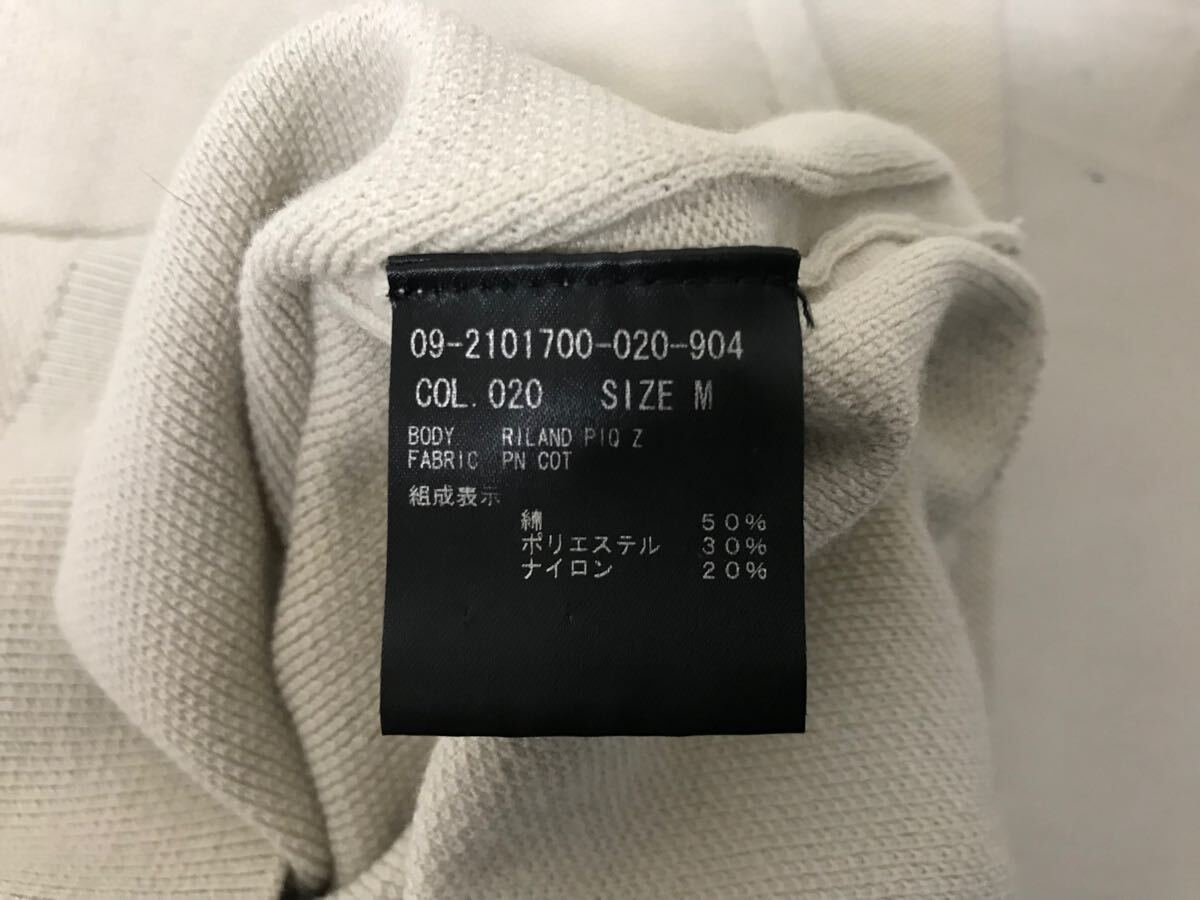 09-2101700-020-904
COL. 020 SIZE M
BODY RILAND PIQ Z
FABRIC PN COT
組成表示
綿 50%
ポリエステル 30%
ナイロン 20%